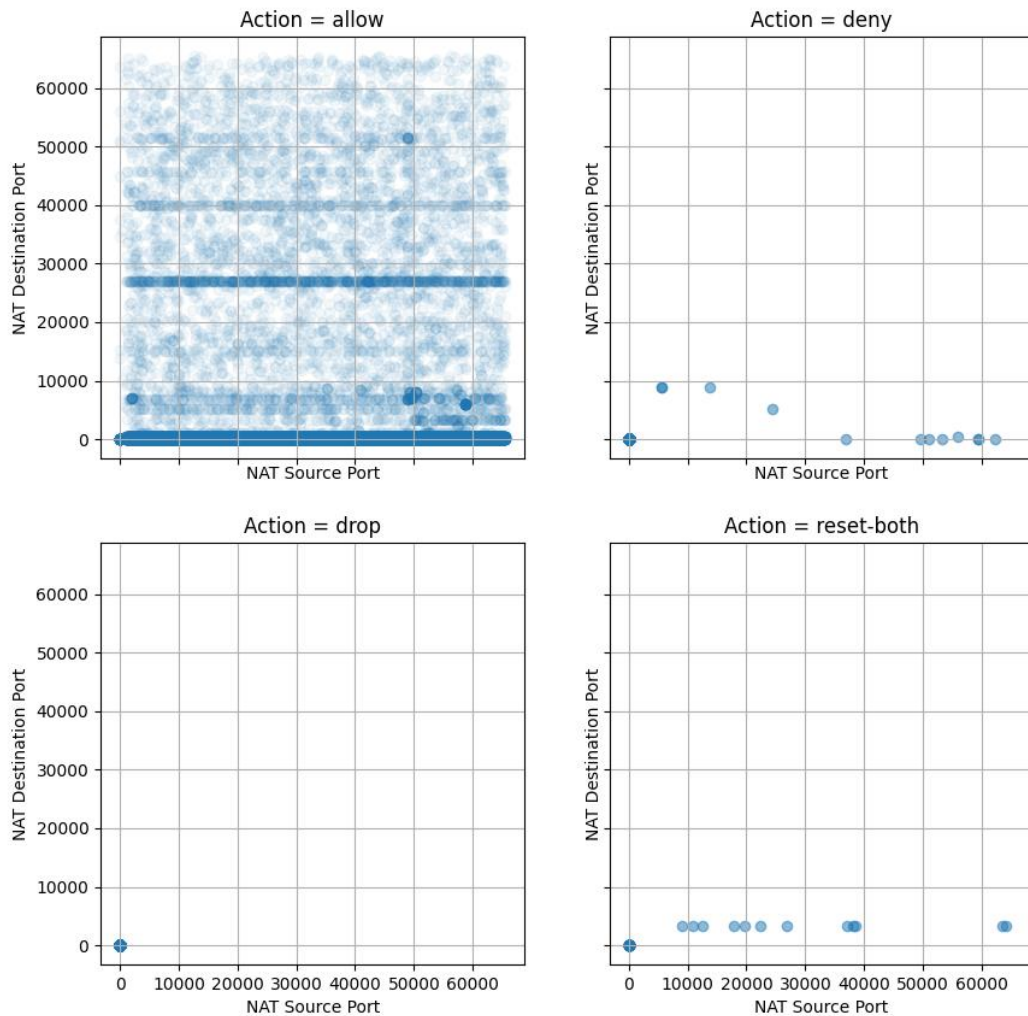 Action = allow
Action = deny
60000
50000
40000
30000
20000
10000
0
NAT Destination Port
NAT Destination Port
NAT Source Port
NAT Source Port
Action = drop
Action = reset-both
60000
50000
40000
30000
20000
10000
0
NAT Destination Port
NAT Destination Port
0 10000 20000 30000 40000 50000 60000
0 10000 20000 30000 40000 50000 60000
NAT Source Port
NAT Source Port